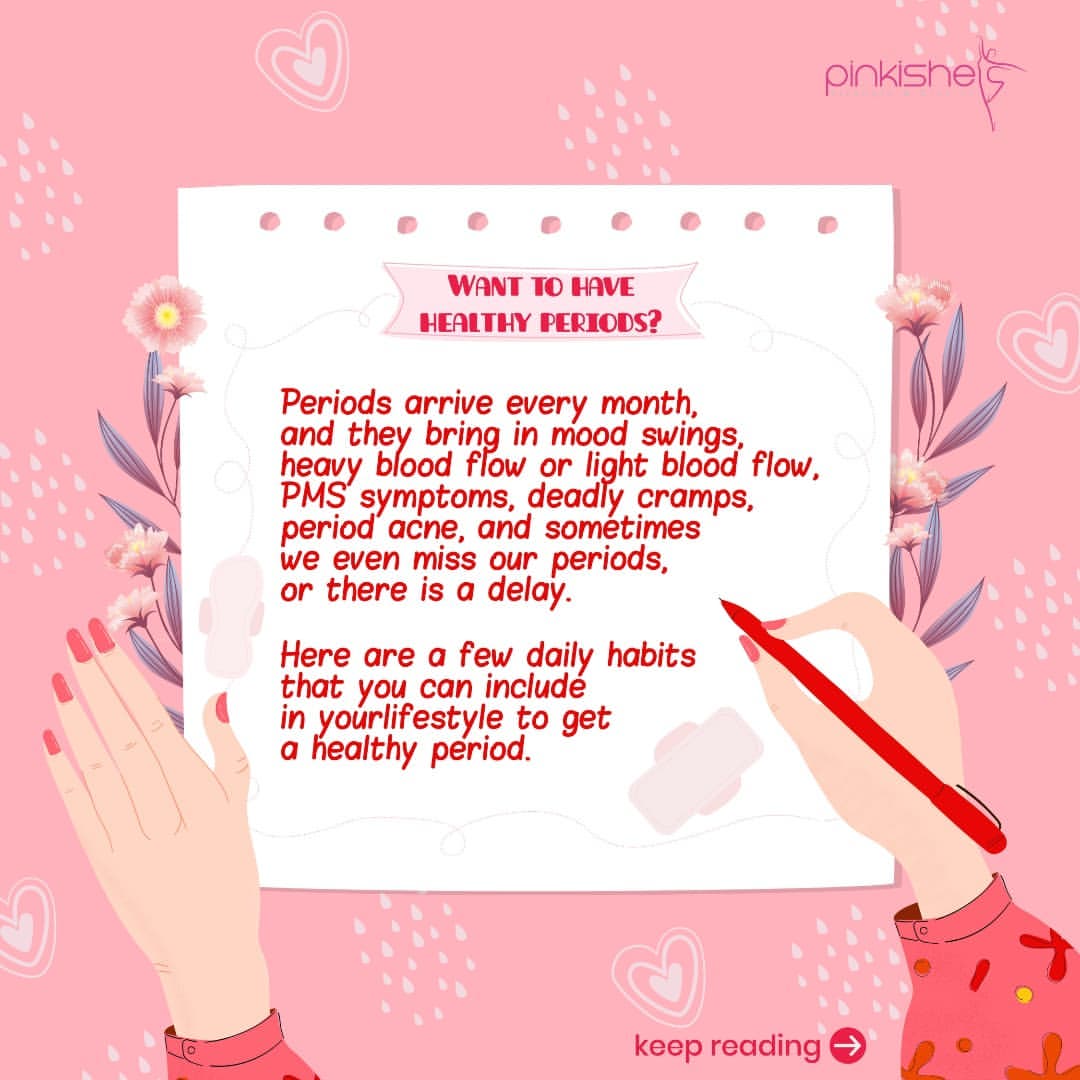 pinkishe
WANT TO HAVE
HEALTHY PERIODS?
Periods arrive every month,
and they bring in mood swings,
heavy blood flow or light blood flow,
PMS symptoms, deadly cramps,
period acne, and sometimes
we even miss our periods,
or there is a delay.
Here are a few daily habits
that you can include
in yourlifestyle to get
a healthy period.
keep reading